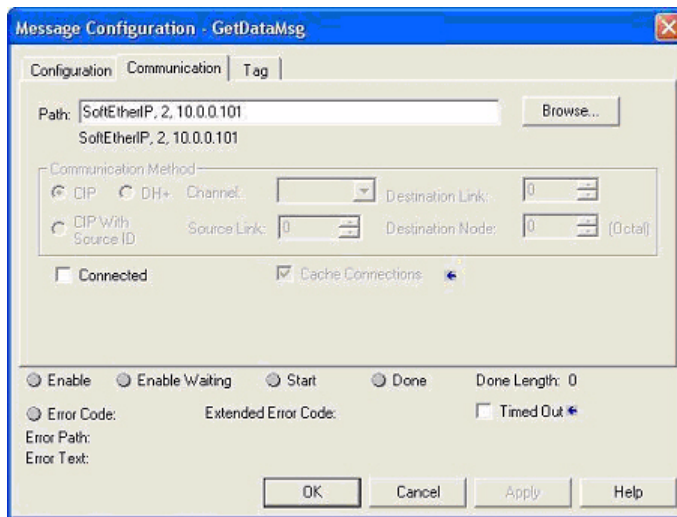 Message Configuration - GetDataMsg
Configuration Communication Tag
Path: SoftEtherIP, 2, 10.0.0.101 Browse...
SoftEtherIP, 2, 10.0.0.101
Communication Method
CIP DH+ Channel: Destination Link: 0
CIP With Source ID Source Link: 0 Destination Node: 0 (Octal)
Connected Cache Connections
Enable Enable Waiting Start Done Done Length: 0
Error Code: Extended Error Code: Timed Out
Error Path:
Error Text:
OK Cancel Apply Help